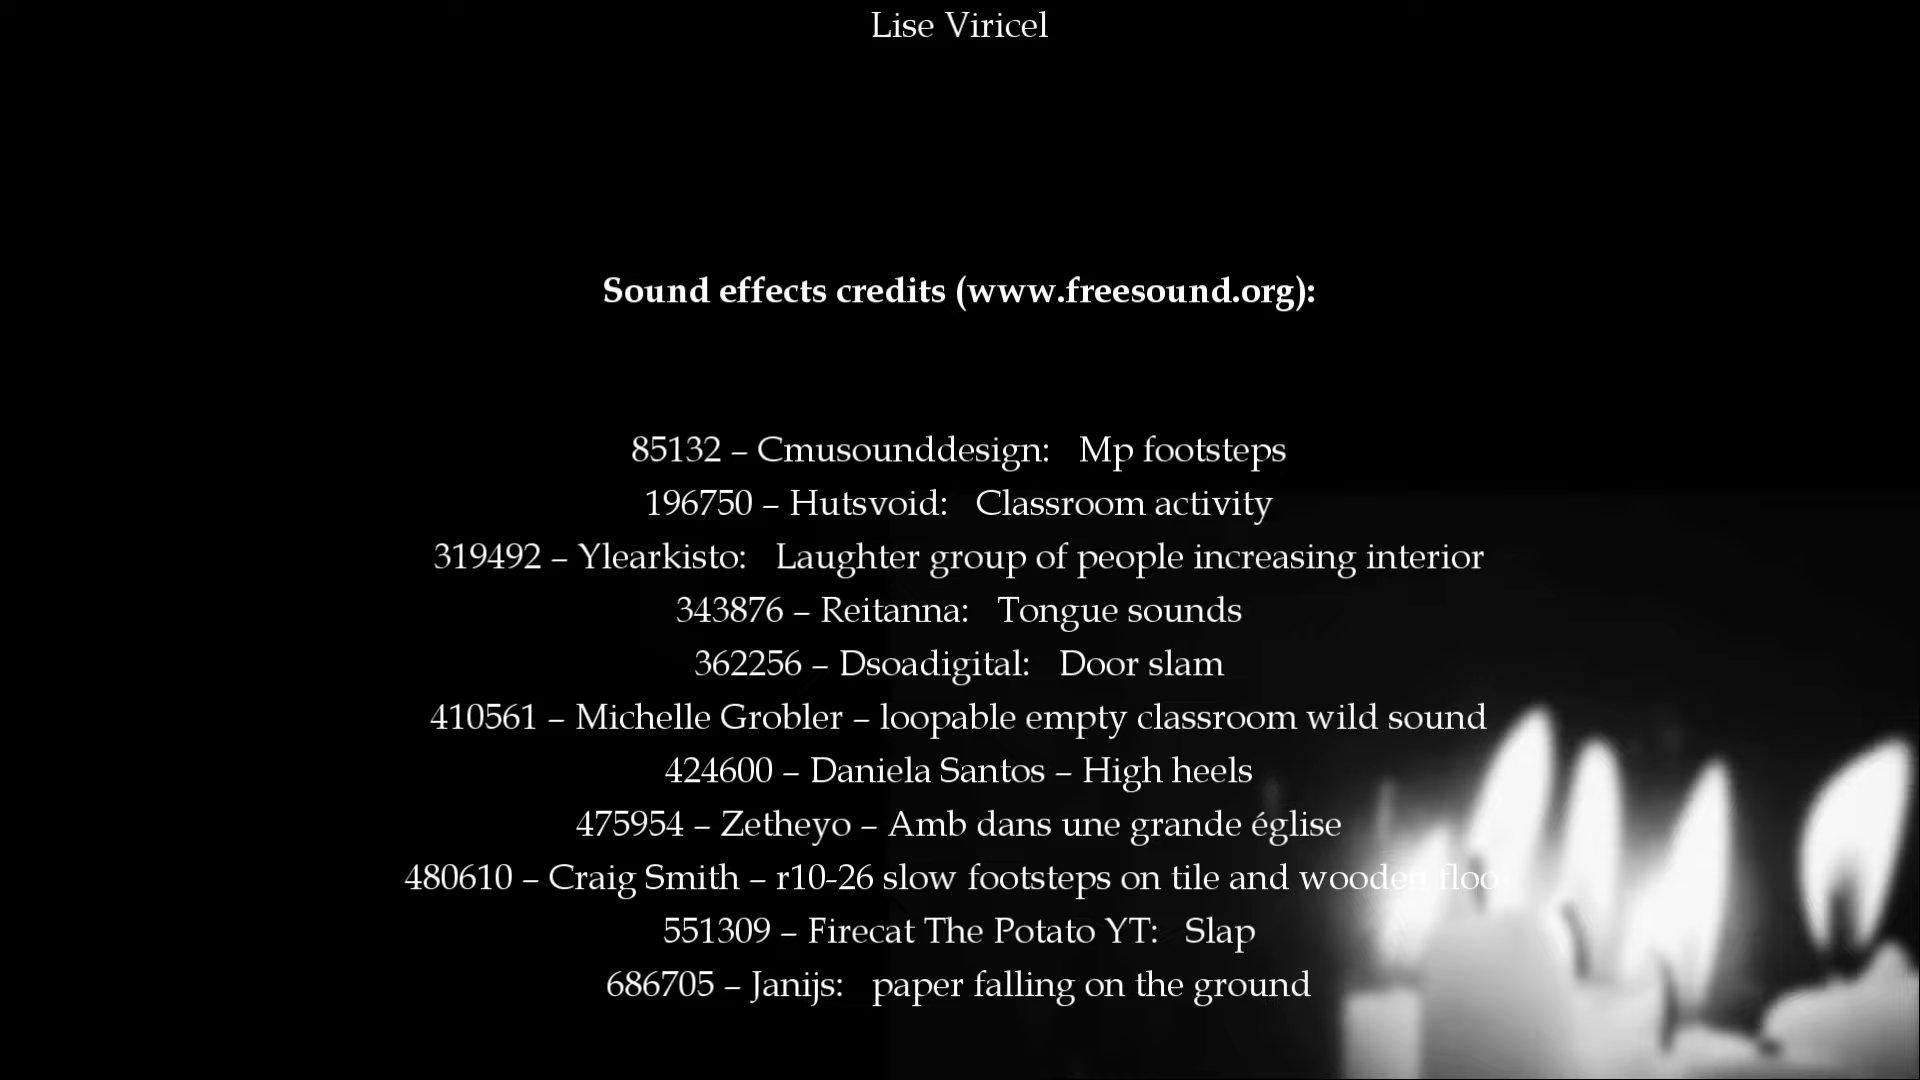 Lise Viricel
Sound effects credits (www.freesound.org):
85132 – Cmusounddesign: Mp footsteps
196750 – Hutsvoid: Classroom activity
319492 – Ylearkisto: Laughter group of people increasing interior
343876 – Reitanna: Tongue sounds
362256 – Dsoadigital: Door slam
410561 – Michelle Grobler – loopable empty classroom wild sound
424600 – Daniela Santos – High heels
475954 – Zetheyo – Amb dans une grande église
480610 – Craig Smith – r10-26 slow footsteps on tile and wooden
551309 – Firecat The Potato YT: Slap
686705 – Janijs: paper falling on the ground